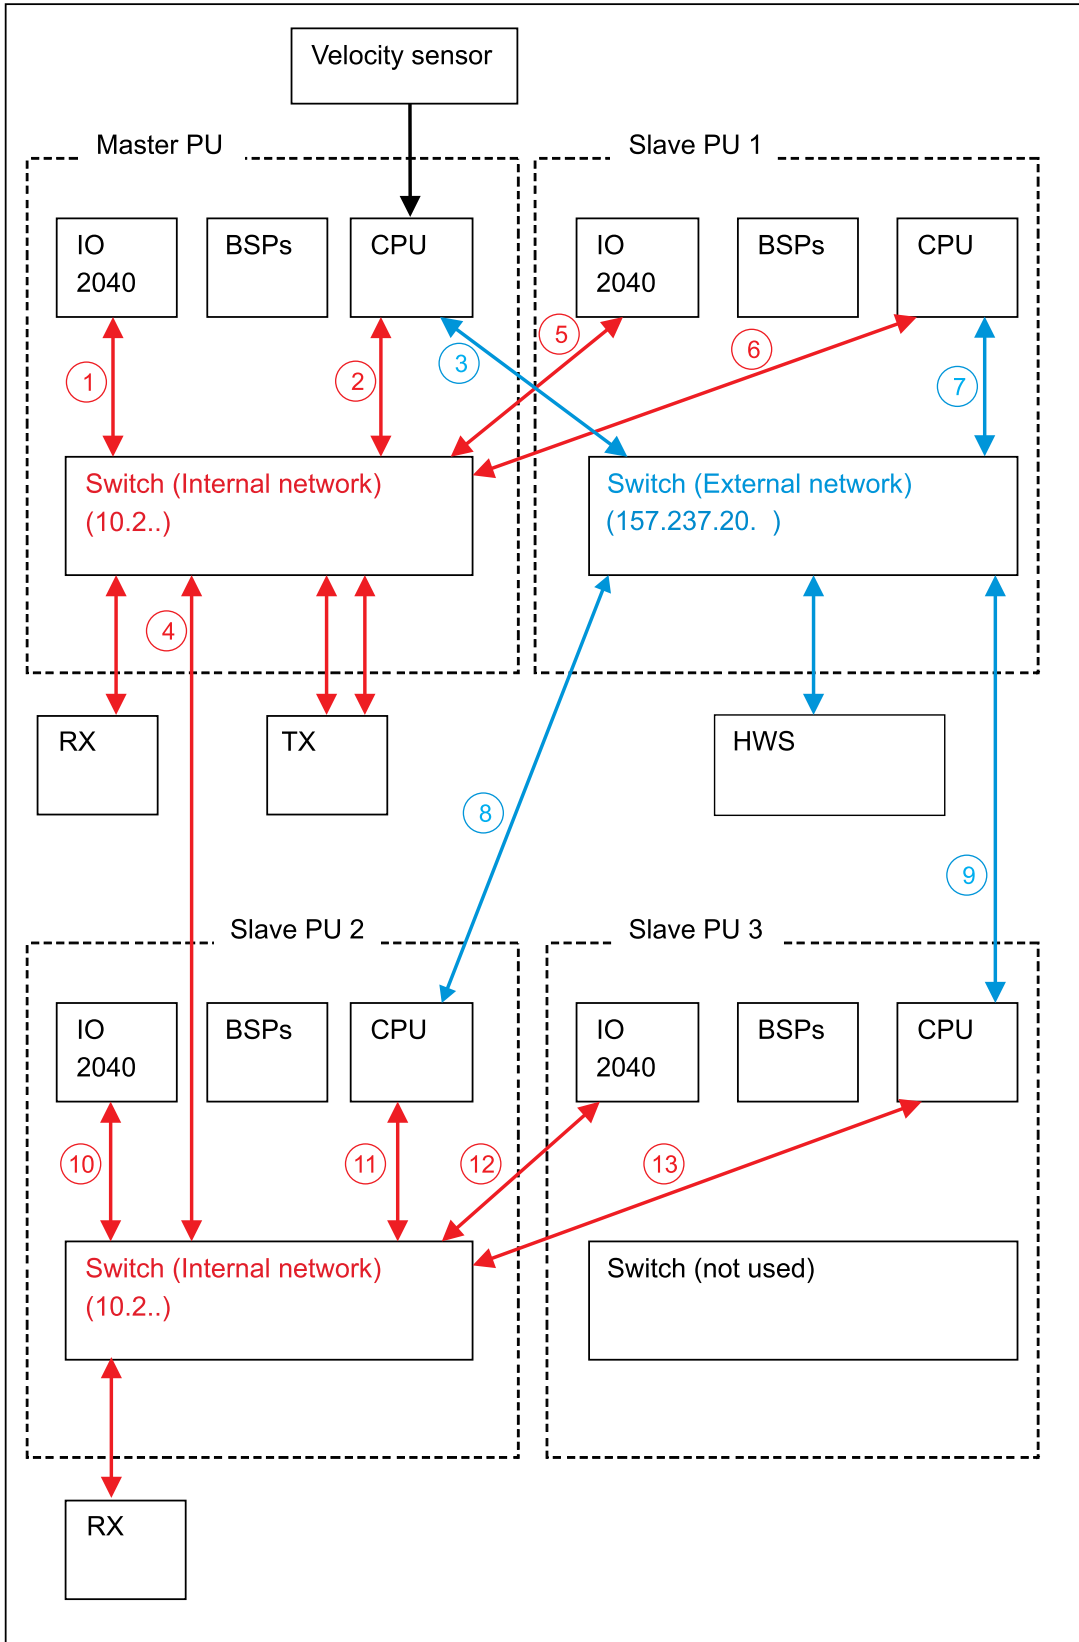 Velocity sensor
Master PU
Slave PU 1
IO
2040
BSPs
CPU
IO
2040
BSPs
CPU
1
2
3
5
6
7
Switch (Internal network)
(10.2..)
Switch (External network)
(157.237.20. )
4
RX
TX
HWS
8
9
Slave PU 2
Slave PU 3
IO
2040
BSPs
CPU
IO
2040
BSPs
CPU
10
11
12
13
Switch (Internal network)
(10.2..)
Switch (not used)
RX